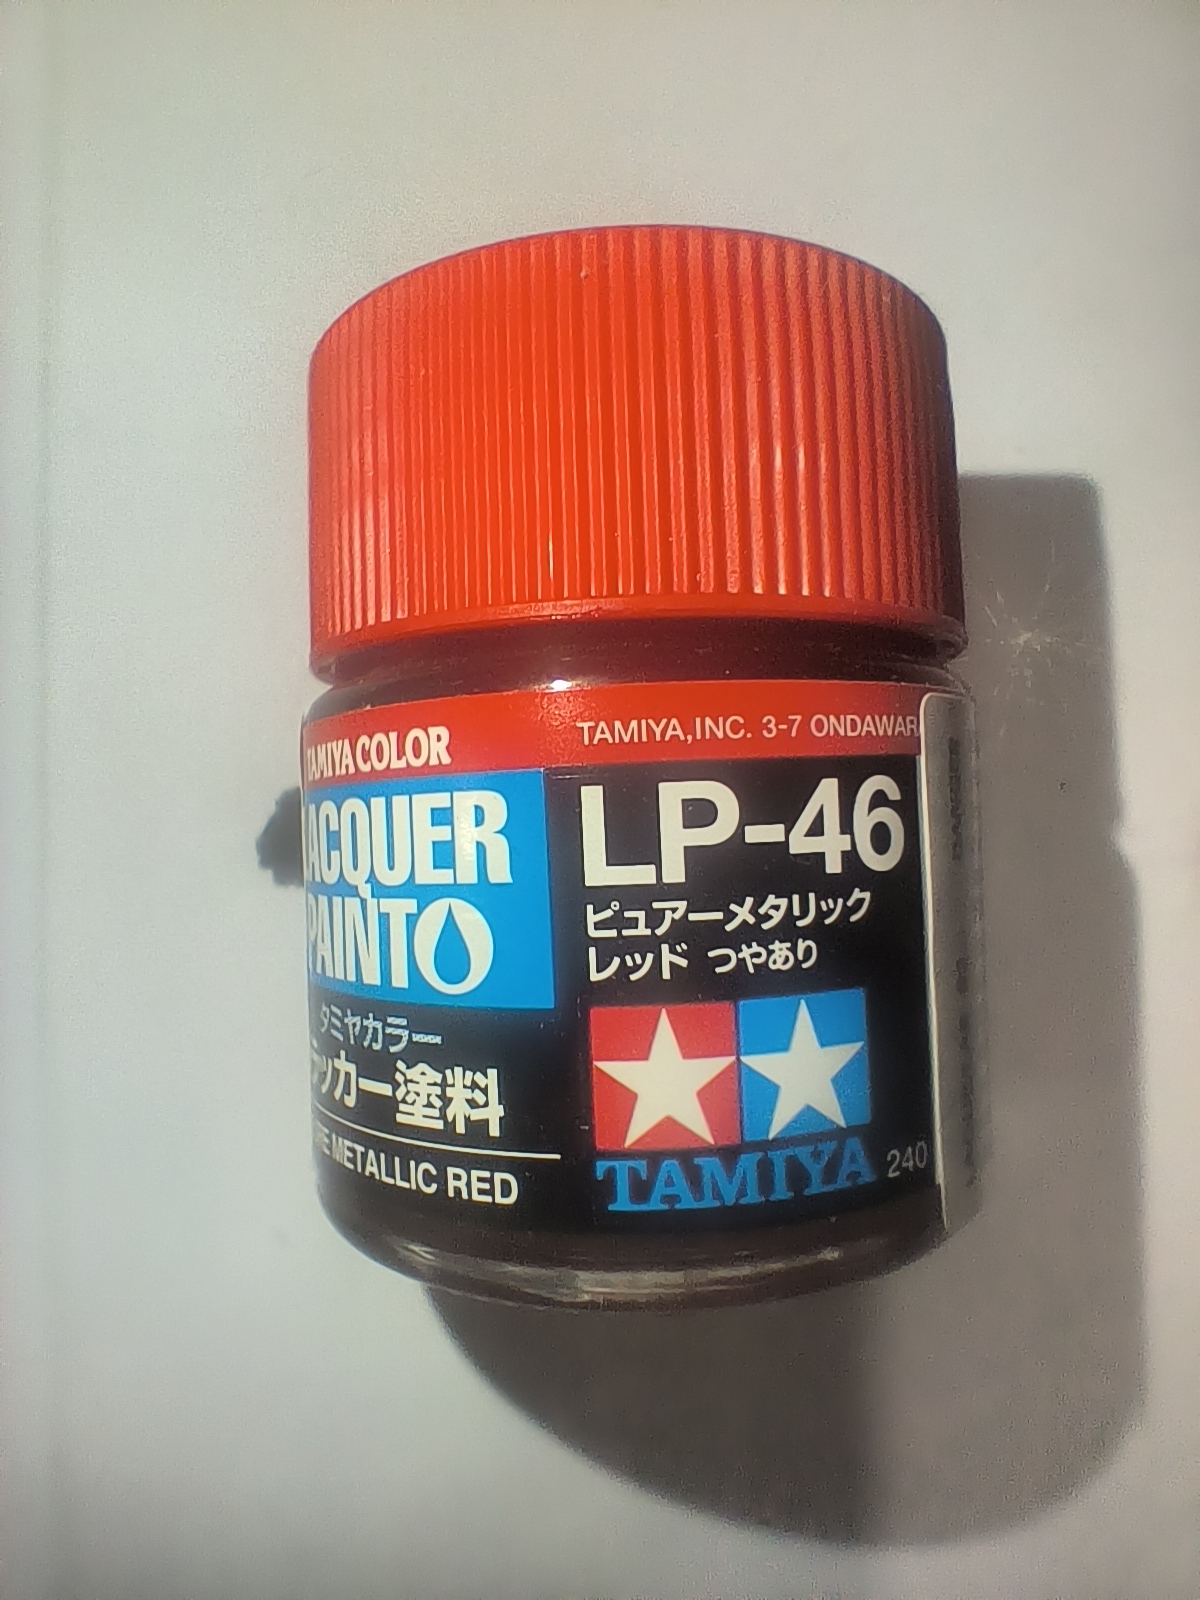 TAMIYA COLOR
TAMIYA,INC. 3-7 ONDAWAR
LACQUER
PAINT
タミヤカラー
ラッカー塗料
METALLIC RED
LP-46
ピュアーメタリック
レッド つやあり
TAMIYA
240